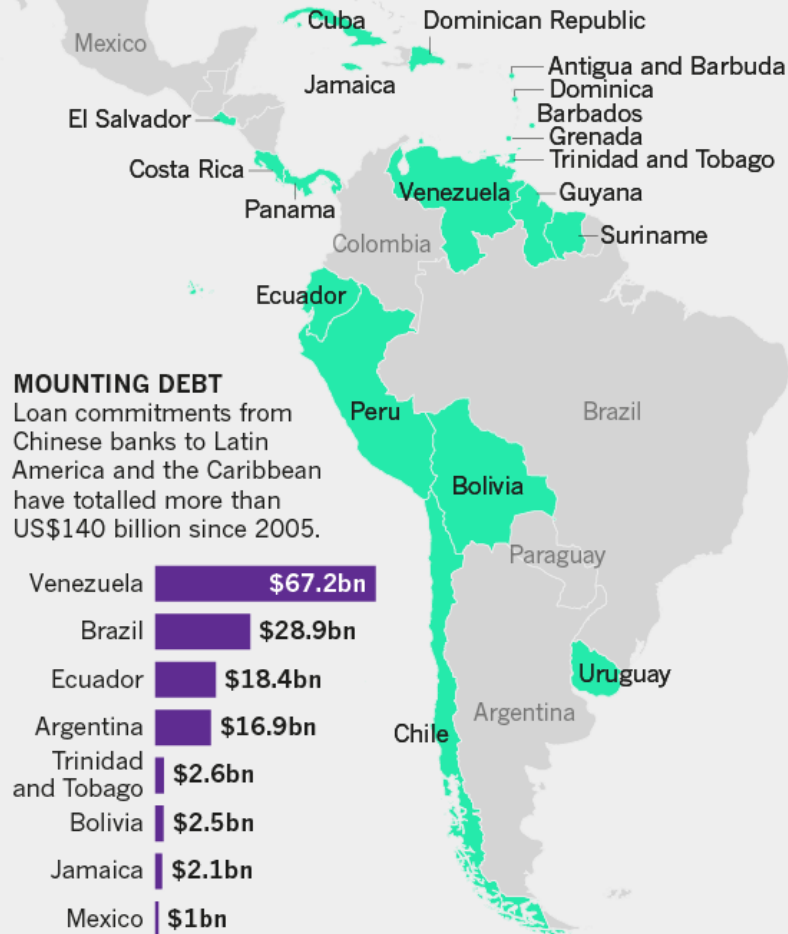 Cuba
Dominican Republic
Mexico
Antigua and Barbuda
Jamaica
Dominica
Barbados
El Salvador
Grenada
Trinidad and Tobago
Costa Rica
Venezuela
Guyana
Panama
Suriname
Colombia
Ecuador
MOUNTING DEBT
Loan commitments from
Chinese banks to Latin
America and the Caribbean
have totalled more than
US$140 billion since 2005.
Peru
Brazil
Bolivia
Paraguay
Uruguay
Argentina
Chile
Venezuela $67.2bn
Brazil $28.9bn
Ecuador $18.4bn
Argentina $16.9bn
Trinidad
and Tobago $2.6bn
Bolivia $2.5bn
Jamaica $2.1bn
Mexico $1bn